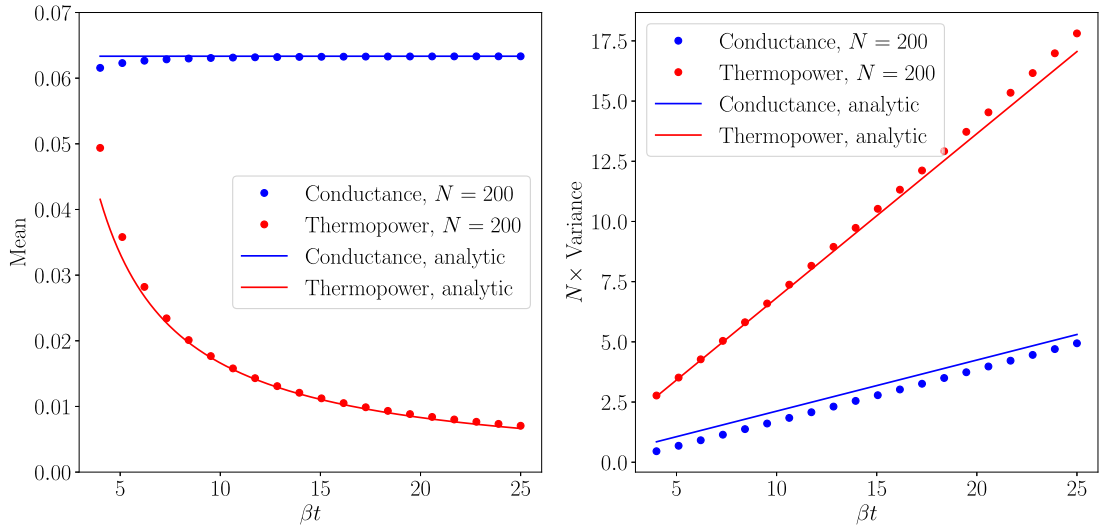 0.07
0.06
0.05
0.04
0.03
0.02
0.01
0.00
Mean
5
10
15
20
25
βt
Conductance, N = 200
Thermopower, N = 200
Conductance, analytic
Thermopower, analytic
17.5
15.0
12.5
10.0
7.5
5.0
2.5
0.0
N× Variance
5
10
15
20
25
βt
Conductance, N = 200
Thermopower, N = 200
Conductance, analytic
Thermopower, analytic